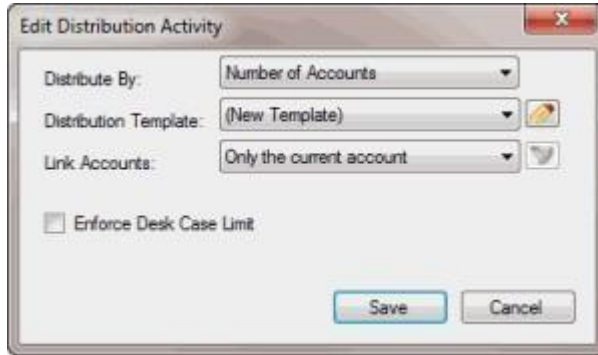 Edit Distribution Activity
Distribute By: Number of Accounts
Distribution Template: (New Template)
Link Accounts: Only the current account
Enforce Desk Case Limit
Save Cancel